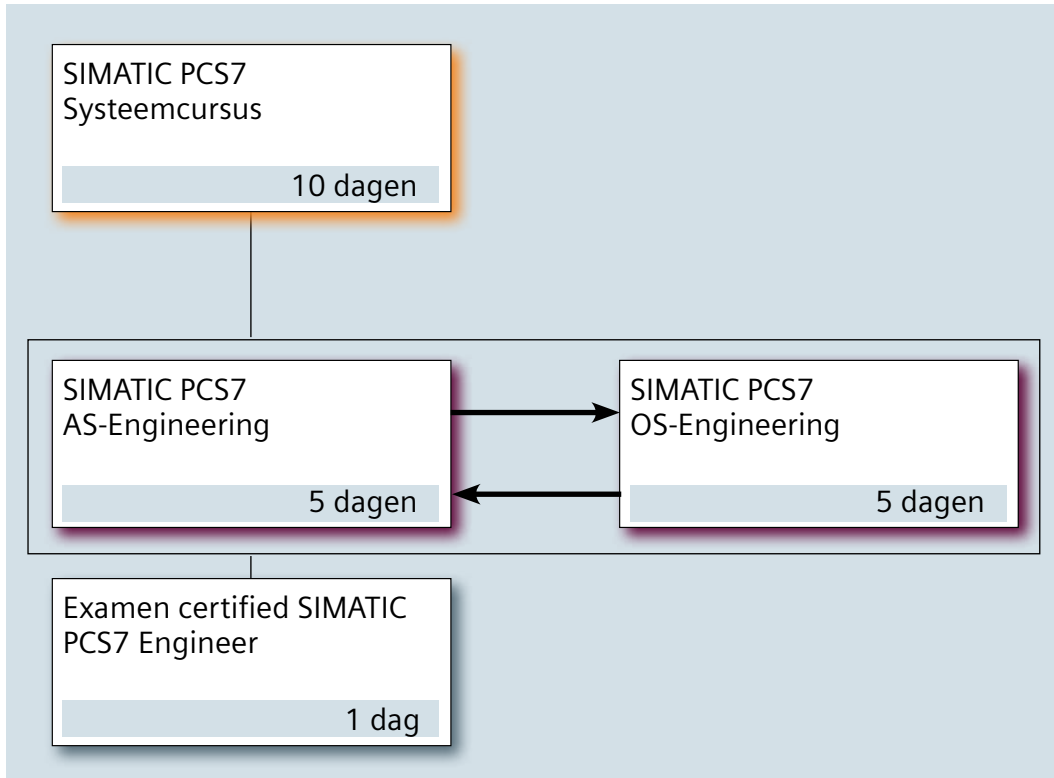 SIMATIC PCS7
Systeemcursus
10 dagen
SIMATIC PCS7
AS-Engineering
5 dagen
SIMATIC PCS7
OS-Engineering
5 dagen
Examen certified SIMATIC
PCS7 Engineer
1 dag